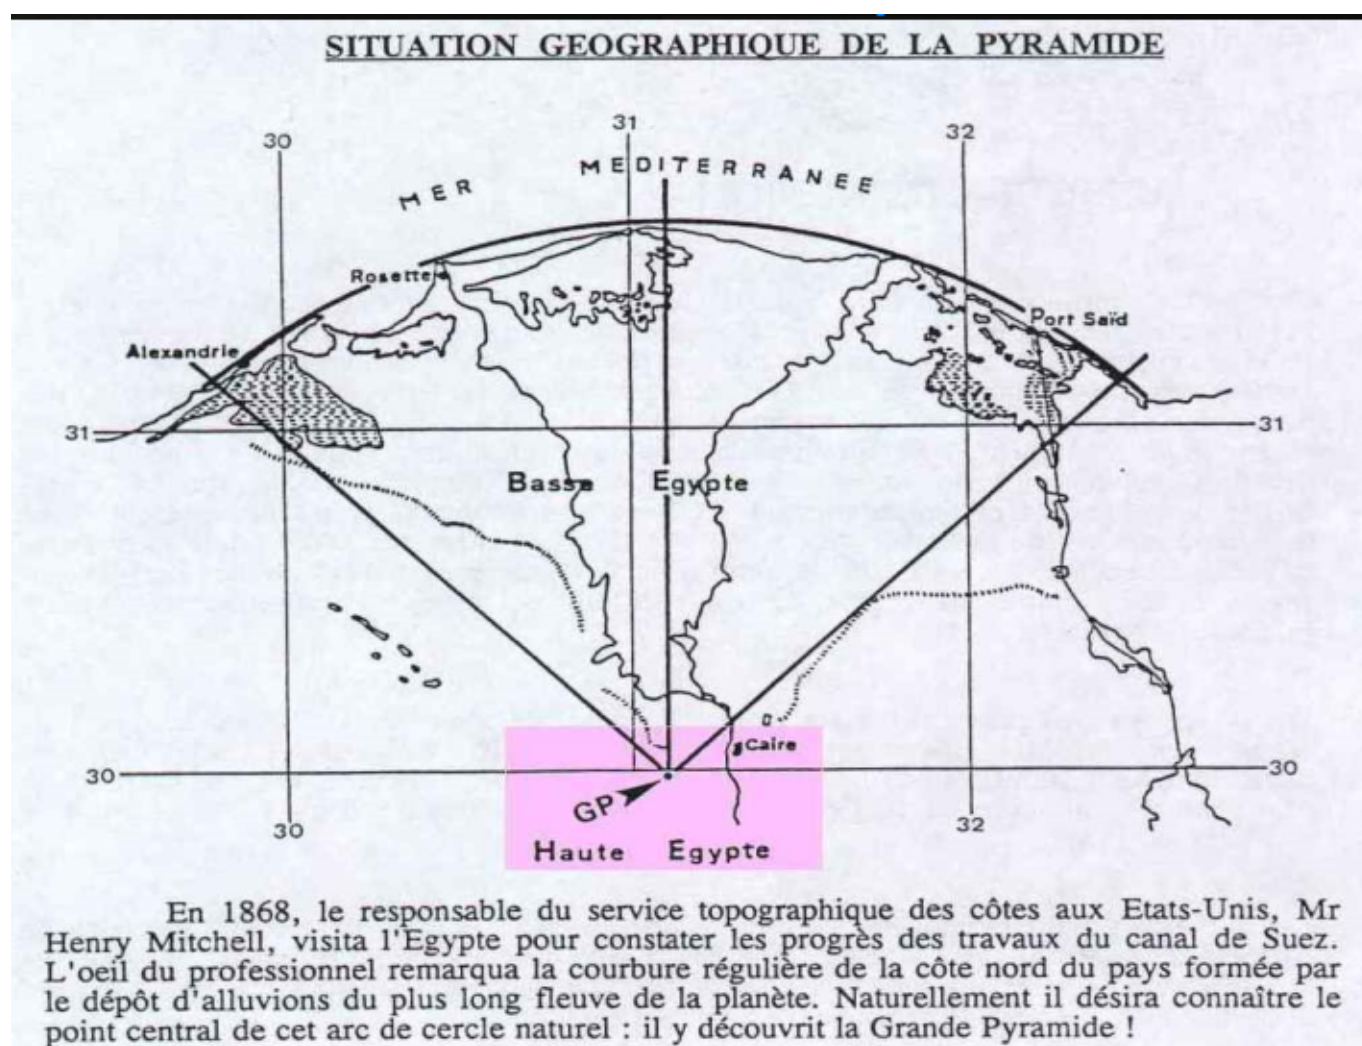 SITUATION GEOGRAPHIQUE DE LA PYRAMIDE
30
31
32
MER MEDITERRANEE
Rosette
Port Saïd
Alexandrie
31
31
Basse Egypte
Caire
30
30
GP
30
32
Haute Egypte
En 1868, le responsable du service topographique des côtes aux Etats-Unis, Mr
Henry Mitchell, visita l'Egypte pour constater les progrès des travaux du canal de Suez.
L'oeil du professionnel remarqua la courbure régulière de la côte nord du pays formée par
le dépôt d'alluvions du plus long fleuve de la planète. Naturellement il désira connaître le
point central de cet arc de cercle naturel : il y découvrit la Grande Pyramide !